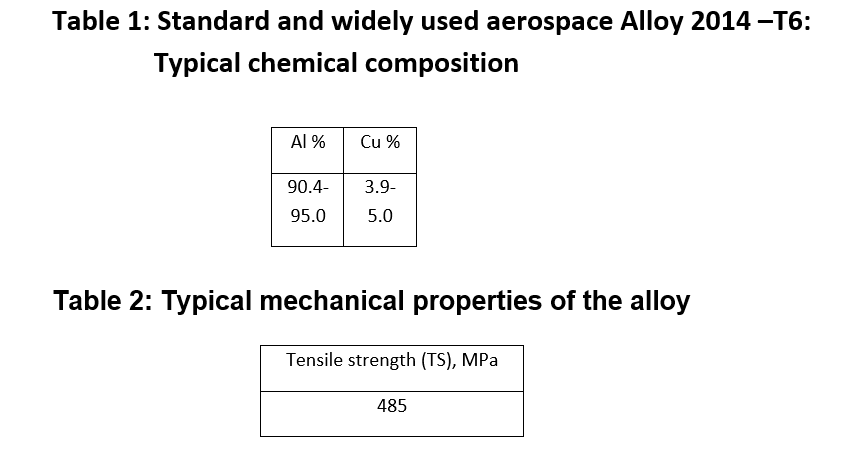 Table 1: Standard and widely used aerospace Alloy 2014 –T6:
Typical chemical composition
Al % Cu %
90.4- 3.9-
95.0 5.0
Table 2: Typical mechanical properties of the alloy
Tensile strength (TS), MPa
485